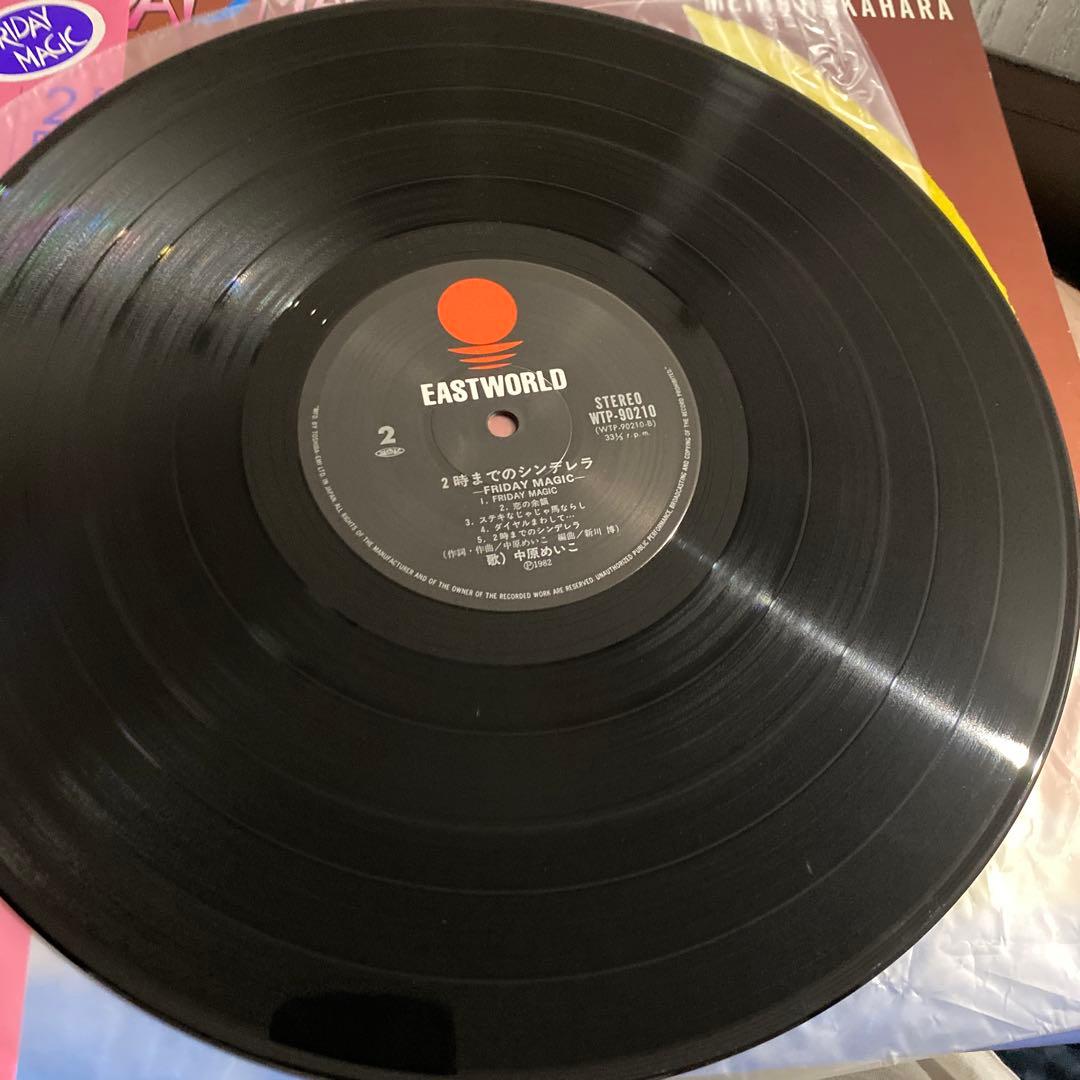 FRIDAY
MAGIC
KAHARA
EASTWORLD
STEREO
WTP-90210
(WTP-90210-B)
33⅓ r.p.m.
2
2時までのシンデレラ
—FRIDAY MAGIC—
1. FRIDAY MAGIC
2. 恋の余韻
3. ステキなじゃじゃ馬ならし
4. ダイヤルまわして…
5. 2時までのシンデレラ
(作詞・作曲/中原めいこ 編曲/新川 博)
歌) 中原めいこ
Ⓟ1982
"MFD BY TOSHIBA-EMI LTD. IN JAPAN ALL RIGHTS OF THE MANUFACTURER AND OF THE OWNER OF THE RECORDED WORK ARE RESERVED. UNAUTHORIZED PUBLIC PERFORMANCE, BROADCASTING AND COPYING OF THE RECORD PROHIBITED."